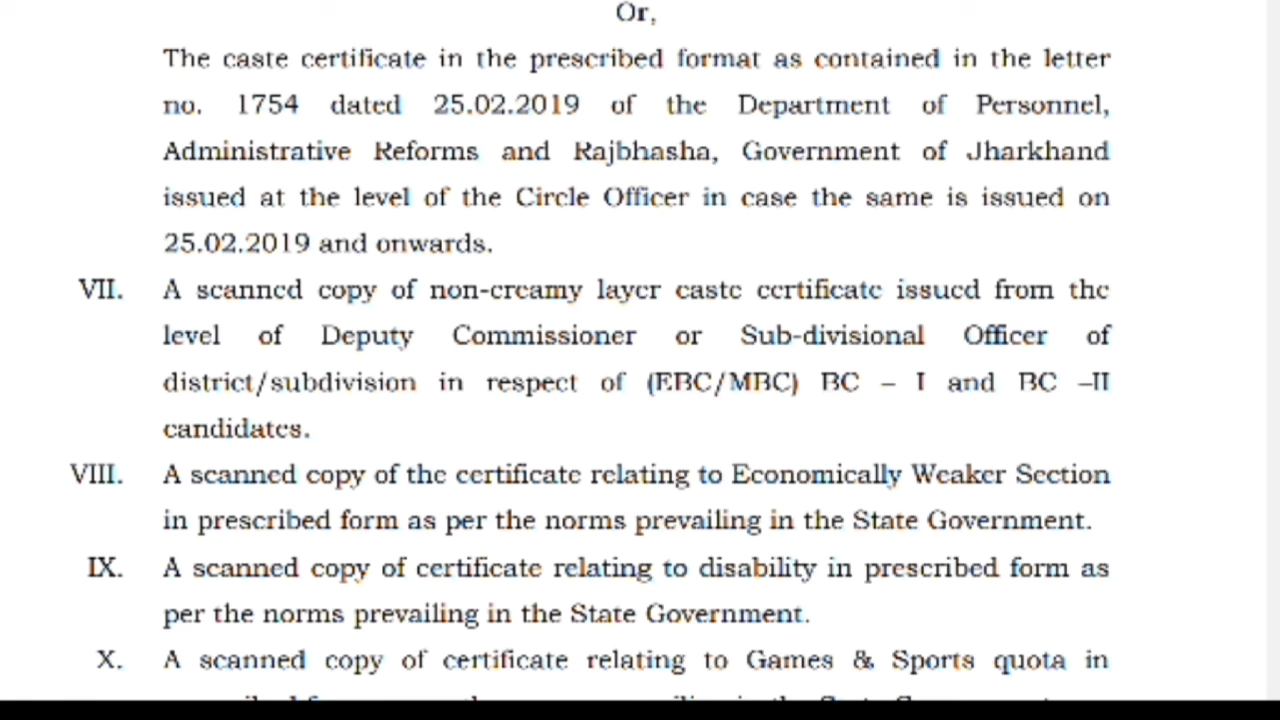 Or,
The caste certificate in the prescribed format as contained in the letter
no. 1754 dated 25.02.2019 of the Department of Personnel,
Administrative Reforms and Rajbhasha, Government of Jharkhand
issued at the level of the Circle Officer in case the same is issued on
25.02.2019 and onwards.
VII. A scanned copy of non-creamy layer caste certificate issued from the
level of Deputy Commissioner or Sub-divisional Officer of
district/subdivision in respect of (EBC/MBC) BC – I and BC –II
candidates.
VIII. A scanned copy of the certificate relating to Economically Weaker Section
in prescribed form as per the norms prevailing in the State Government.
IX. A scanned copy of certificate relating to disability in prescribed form as
per the norms prevailing in the State Government.
X. A scanned copy of certificate relating to Games & Sports quota in